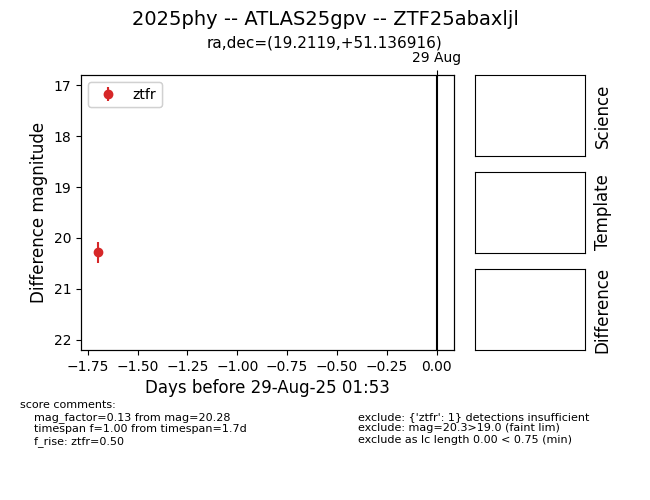 2025phy -- ATLAS25gpv -- ZTF25abaxljl
ra,dec=(19.2119,+51.136916)
29 Aug
ztfr
17
18
19
20
21
22
Difference magnitude
−1.75
−1.50
−1.25
−1.00
−0.75
−0.50
−0.25
0.00
Days before 29-Aug-25 01:53
Science
Template
Difference
score comments:
mag_factor=0.13 from mag=20.28
timespan f=1.00 from timespan=1.7d
f_rise: ztfr=0.50
exclude: {'ztfr': 1} detections insufficient
exclude: mag=20.3>19.0 (faint lim)
exclude as lc length 0.00 < 0.75 (min)